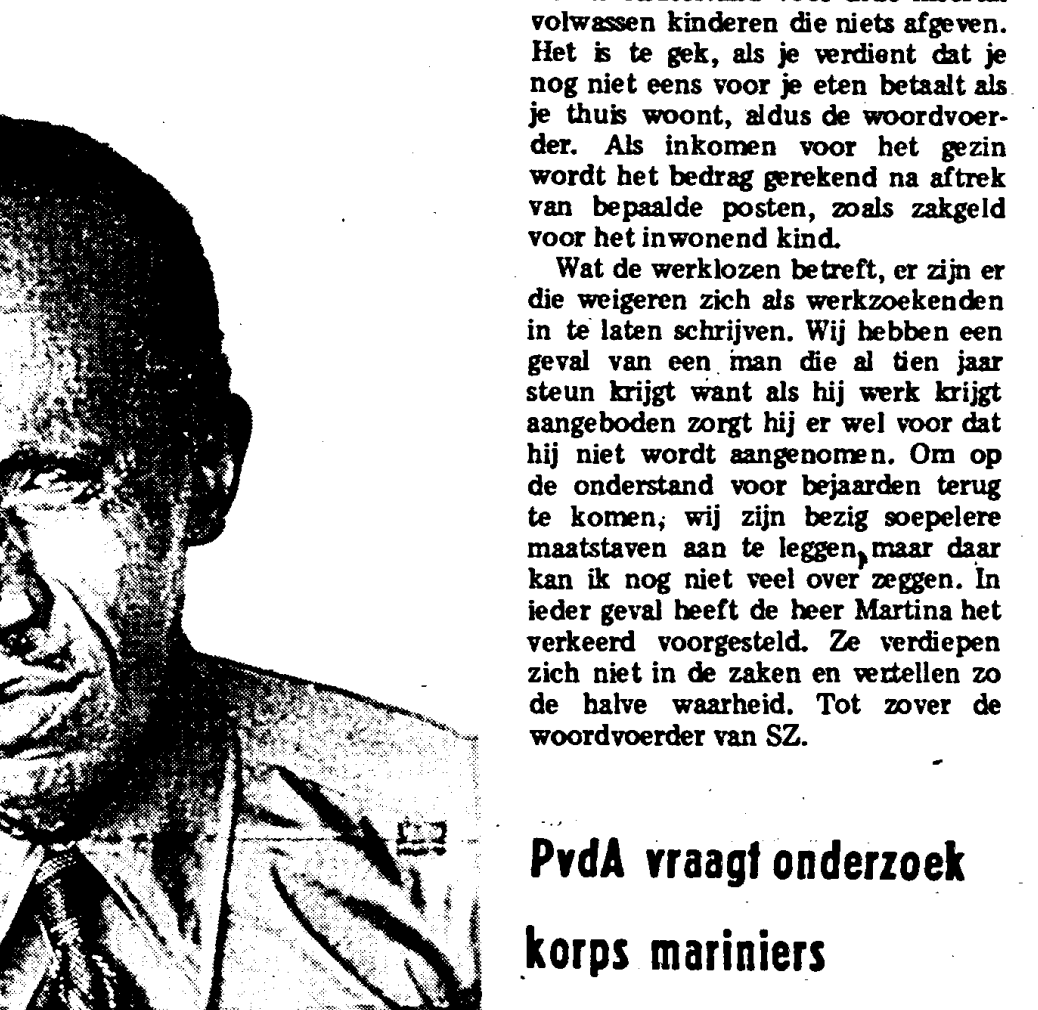 volwassen kinderen die niets afgeven.
Het is te gek, als je verdient dat je
nog niet eens voor je eten betaalt als
je thuis woont, aldus de woordvoer-
der. Als inkomen voor het gezin
wordt het bedrag gerekend na aftrek
van bepaalde posten, zoals zakgeld
voor het inwonend kind.
Wat de werklozen betreft, er zijn er
die weigeren zich als werkzoekenden
in te laten schrijven. Wij hebben een
geval van een man die al tien jaar
steun krijgt want als hij werk krijgt
aangeboden zorgt hij er wel voor dat
hij niet wordt aangenomen. Om op
de onderstand voor bejaarden terug
te komen, wij zijn bezig soepelere
maatstaven aan te leggen, maar daar
kan ik nog niet veel over zeggen. In
ieder geval heeft de heer Martina het
verkeerd voorgesteld. Ze verdiepen
zich niet in de zaken en vertellen zo
de halve waarheid. Tot zover de
woordvoerder van SZ.
PvdA vraagt onderzoek
korps mariniers